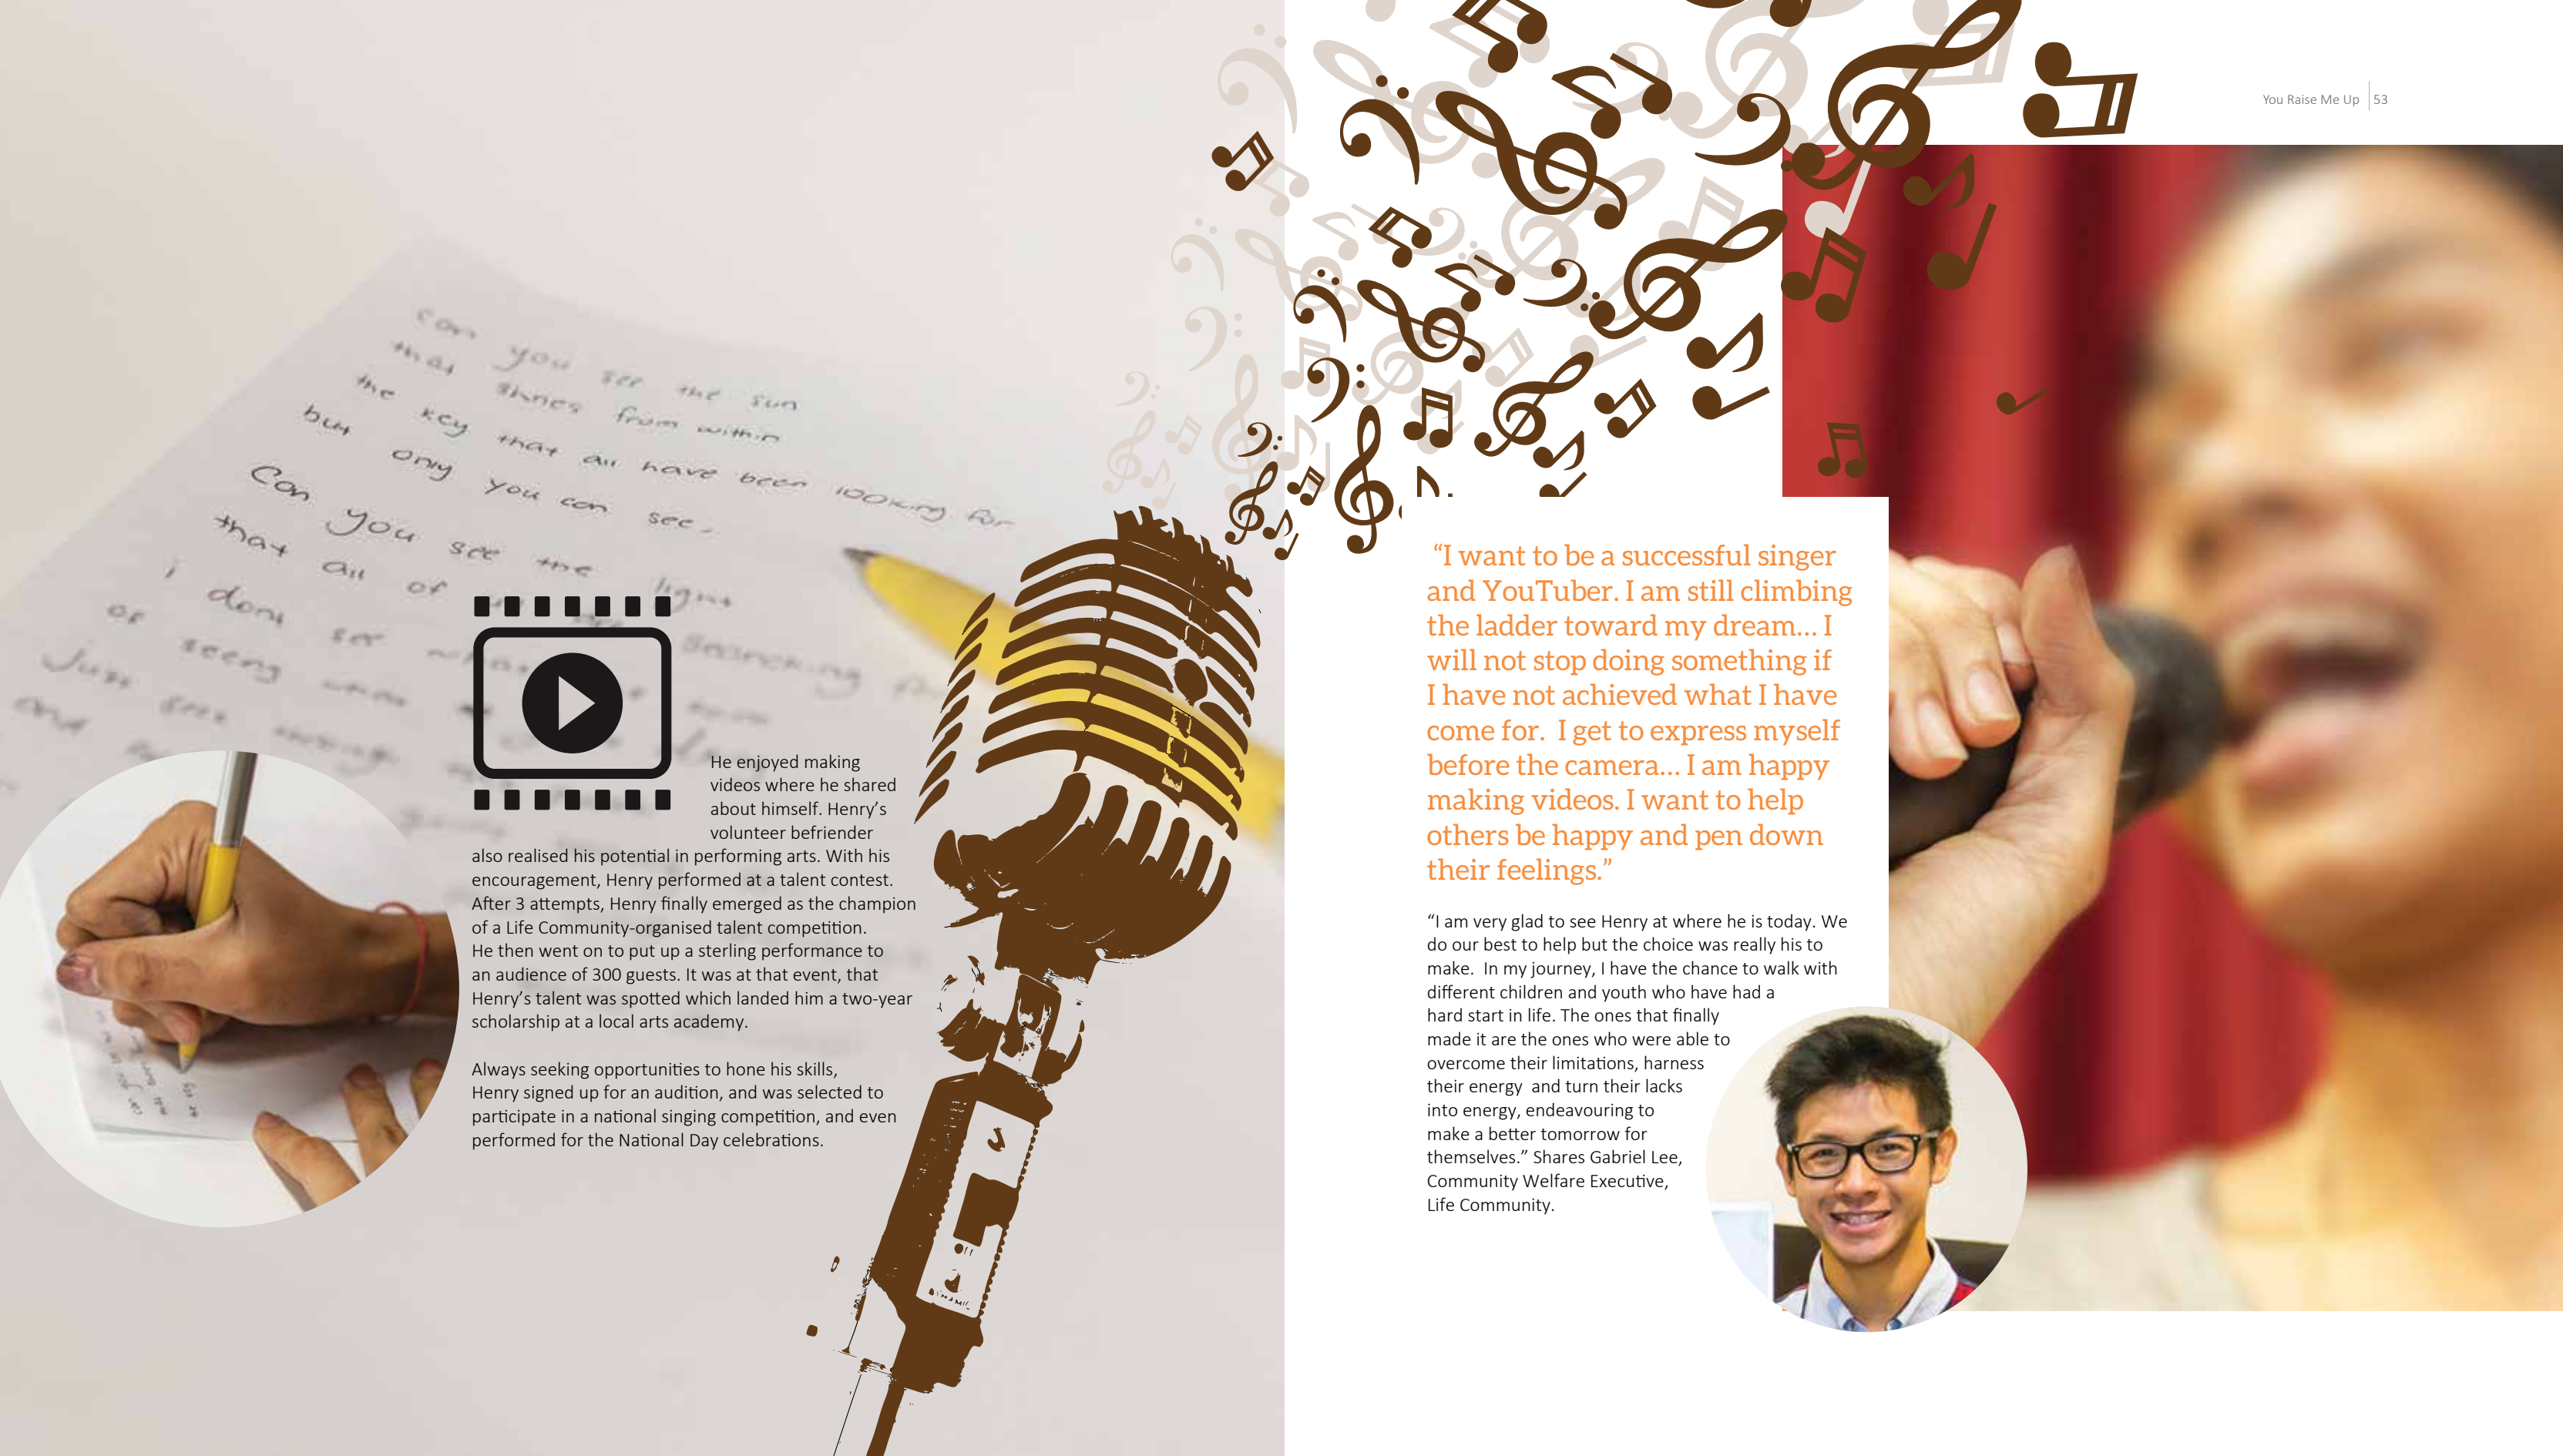 can you see the sun
that shines from within
the key that all have been looking for
but only you can see.
Can you see the light
that all of
i dont see
of seeing
Just
and
He enjoyed making
videos where he shared
about himself. Henry’s
volunteer befriender
also realised his potential in performing arts. With his
encouragement, Henry performed at a talent contest.
After 3 attempts, Henry finally emerged as the champion
of a Life Community-organised talent competition.
He then went on to put up a sterling performance to
an audience of 300 guests. It was at that event, that
Henry’s talent was spotted which landed him a two-year
scholarship at a local arts academy.
Always seeking opportunities to hone his skills,
Henry signed up for an audition, and was selected to
participate in a national singing competition, and even
performed for the National Day celebrations.
You Raise Me Up | 53
“I want to be a successful singer
and YouTuber. I am still climbing
the ladder toward my dream... I
will not stop doing something if
I have not achieved what I have
come for.  I get to express myself
before the camera... I am happy
making videos. I want to help
others be happy and pen down
their feelings.”
“I am very glad to see Henry at where he is today. We
do our best to help but the choice was really his to
make.  In my journey, I have the chance to walk with
different children and youth who have had a
hard start in life. The ones that finally
made it are the ones who were able to
overcome their limitations, harness
their energy  and turn their lacks
into energy, endeavouring to
make a better tomorrow for
themselves.” Shares Gabriel Lee,
Community Welfare Executive,
Life Community.